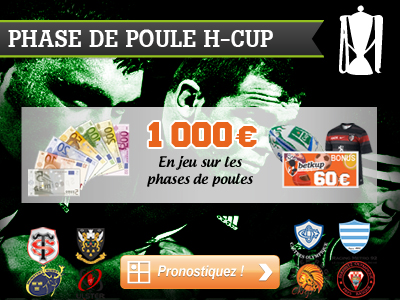 PHASE DE POULE H-CUP
1 000 €
En jeu sur les
phases de poules
betkup
BONUS
60 €
Pronostiquez !